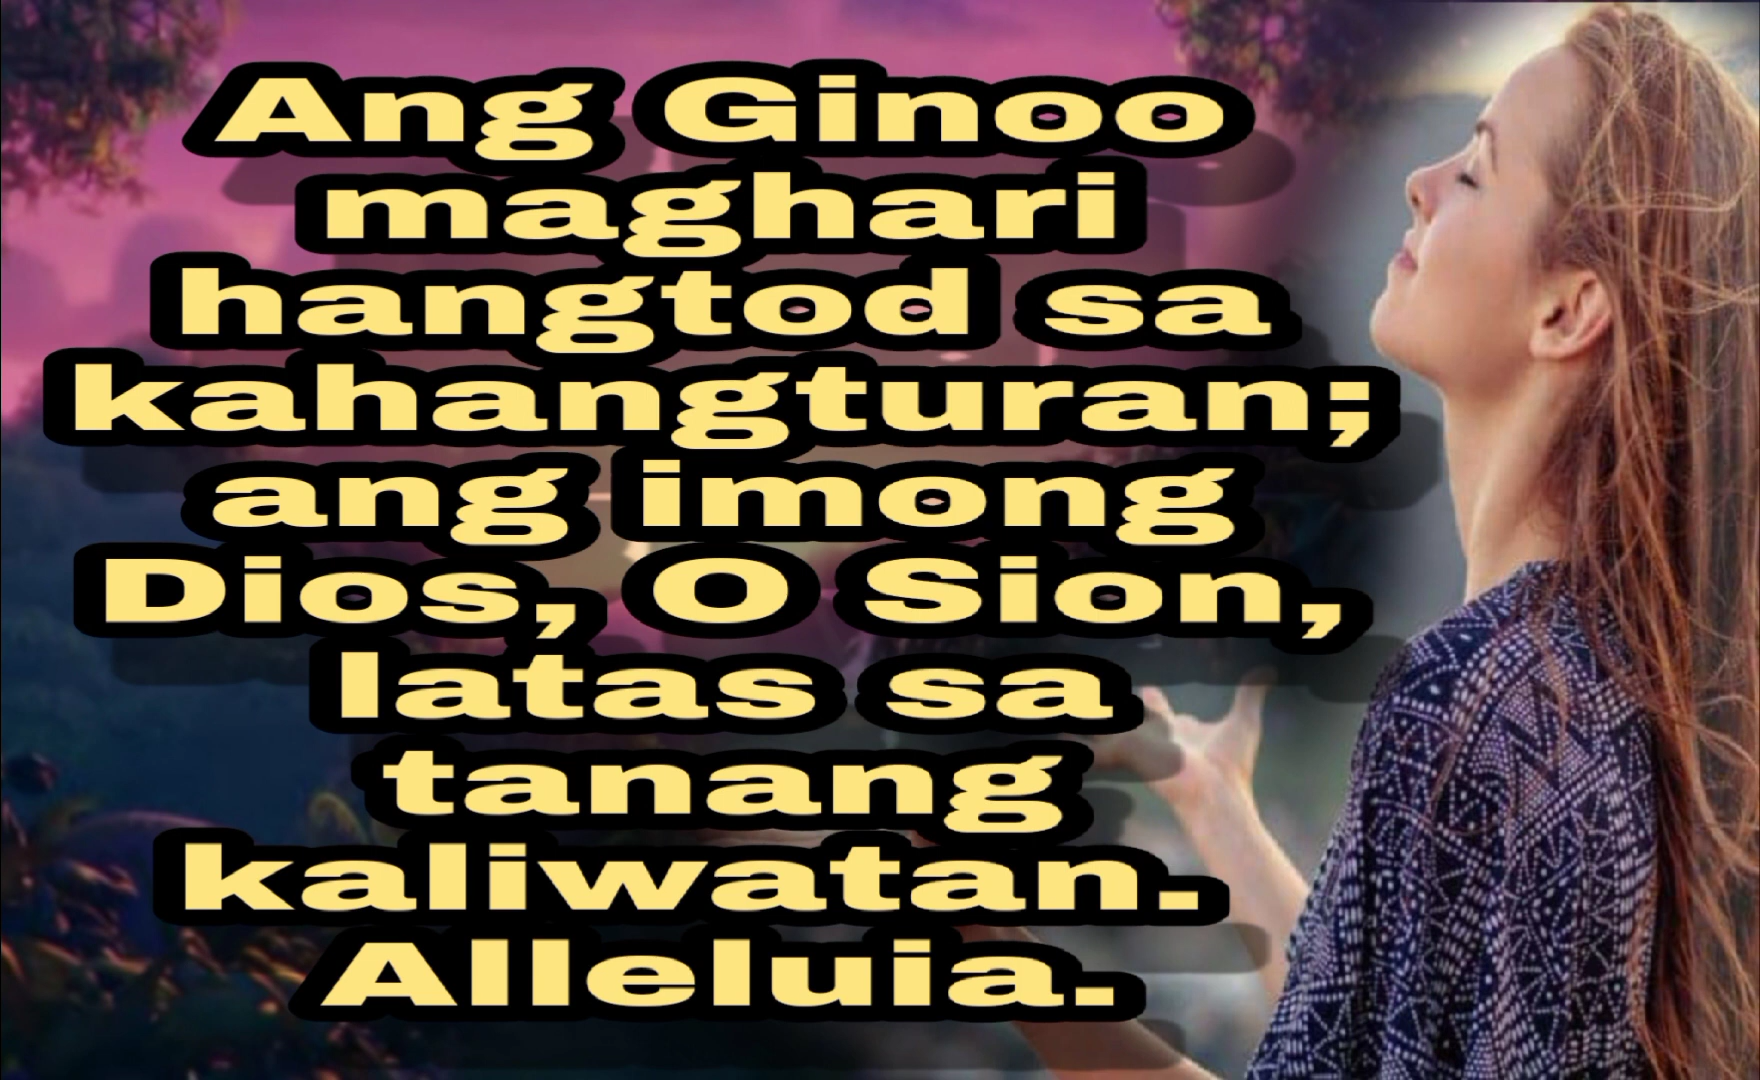 Ang Ginoo
maghari
hangtod sa
kahangturan;
ang imong
Dios, O Sion,
latas sa
tanang
kaliwatan.
Alleluia.